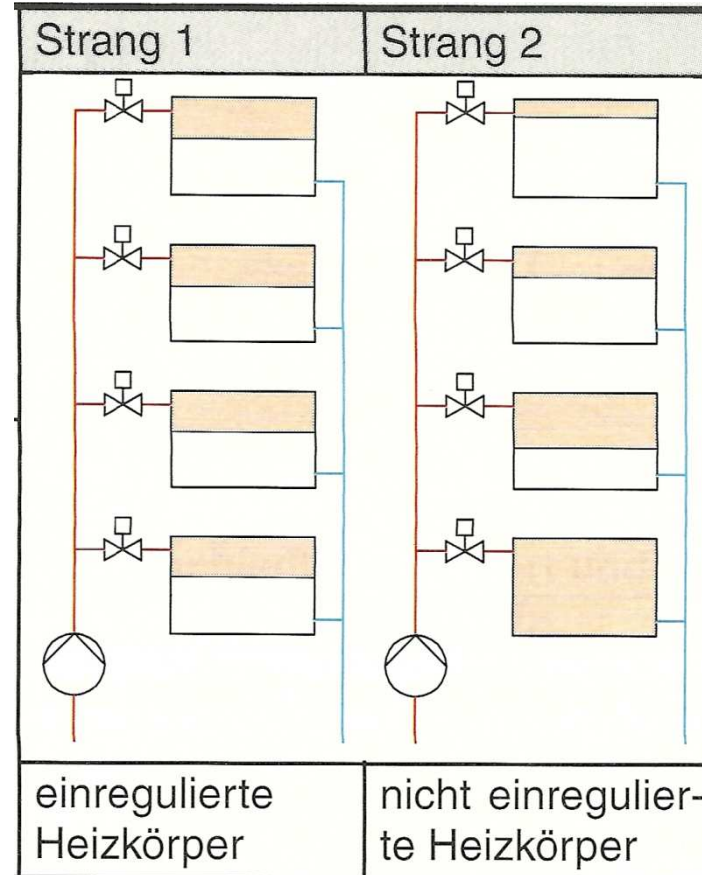 Strang 1
Strang 2
einregulierte
Heizkörper
nicht einregulier-
te Heizkörper